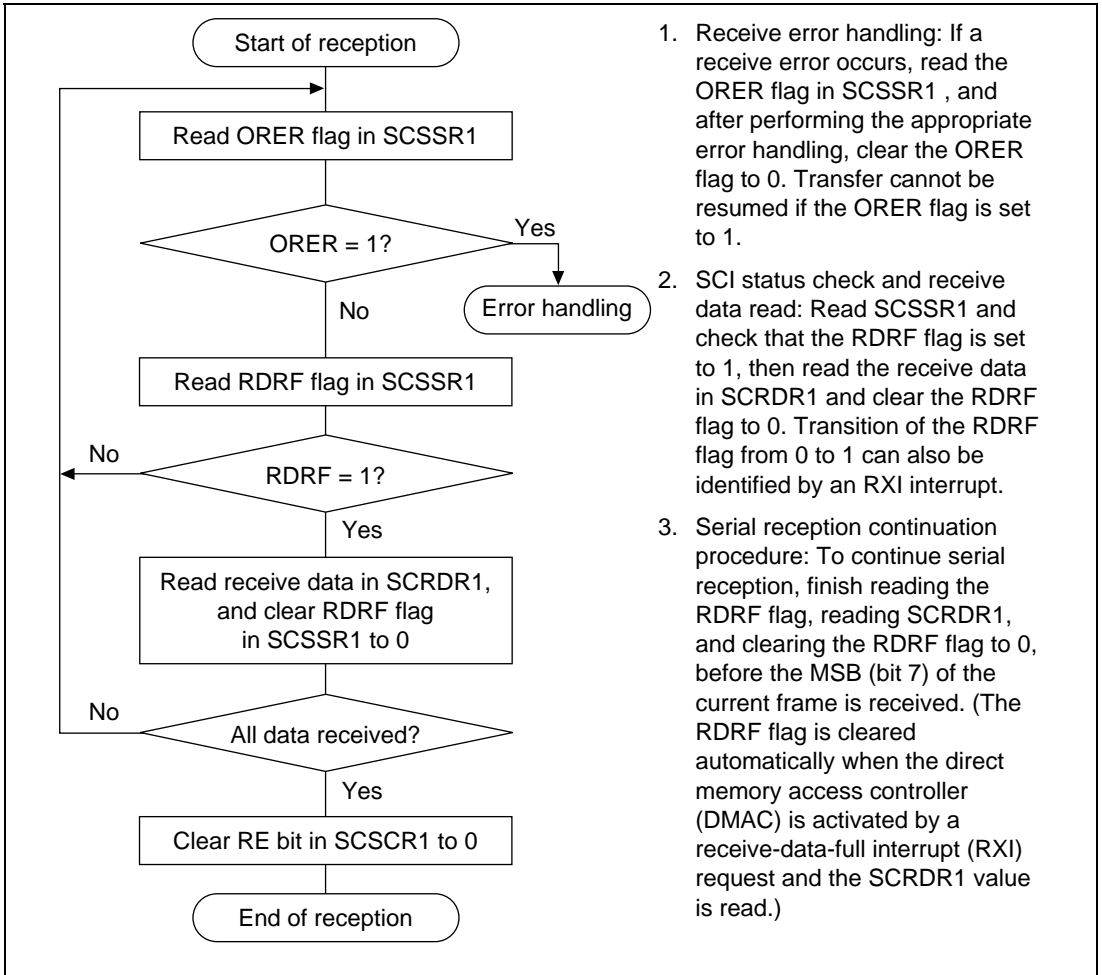 Start of reception
Read ORER flag in SCSSR1
ORER = 1?
Yes
Error handling
No
Read RDRF flag in SCSSR1
No
RDRF = 1?
Yes
Read receive data in SCRDR1,
and clear RDRF flag
in SCSSR1 to 0
No
All data received?
Yes
Clear RE bit in SCSCR1 to 0
End of reception
1. Receive error handling: If a
receive error occurs, read the
ORER flag in SCSSR1 , and
after performing the appropriate
error handling, clear the ORER
flag to 0. Transfer cannot be
resumed if the ORER flag is set
to 1.
2. SCI status check and receive
data read: Read SCSSR1 and
check that the RDRF flag is set
to 1, then read the receive data
in SCRDR1 and clear the RDRF
flag to 0. Transition of the RDRF
flag from 0 to 1 can also be
identified by an RXI interrupt.
3. Serial reception continuation
procedure: To continue serial
reception, finish reading the
RDRF flag, reading SCRDR1,
and clearing the RDRF flag to 0,
before the MSB (bit 7) of the
current frame is received. (The
RDRF flag is cleared
automatically when the direct
memory access controller
(DMAC) is activated by a
receive-data-full interrupt (RXI)
request and the SCRDR1 value
is read.)